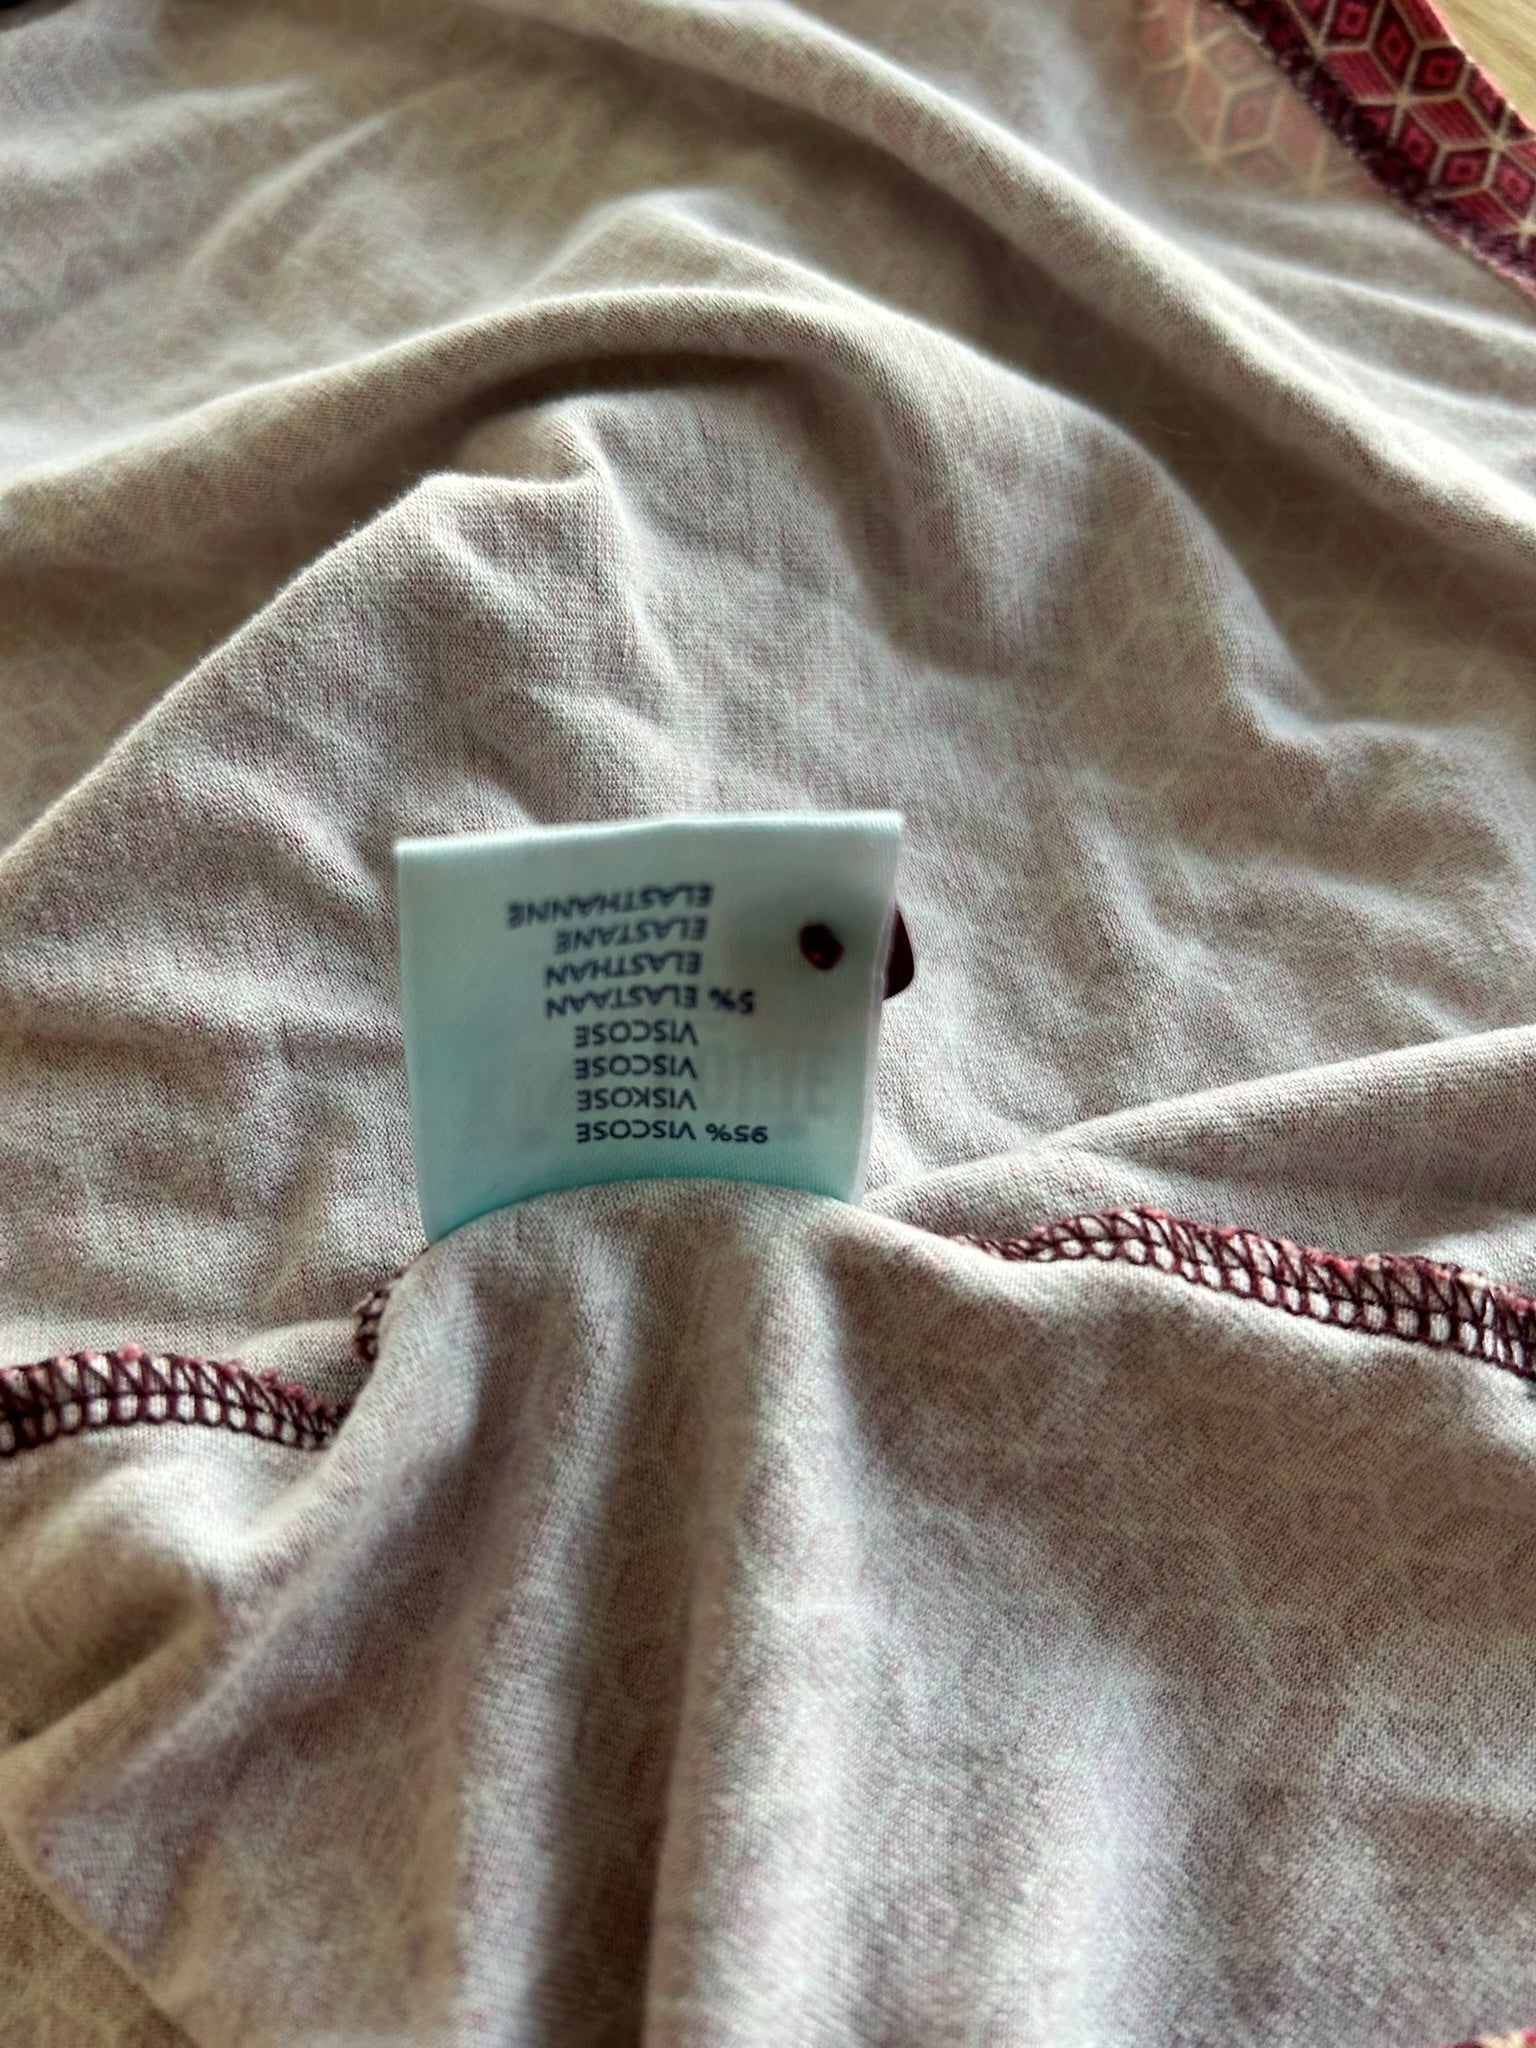 95% VISCOSE
VISKOSE
VISCOSE
VISCOSE
5% ELASTAAN
ELASTHAN
ELASTANE
ELASTHANNE